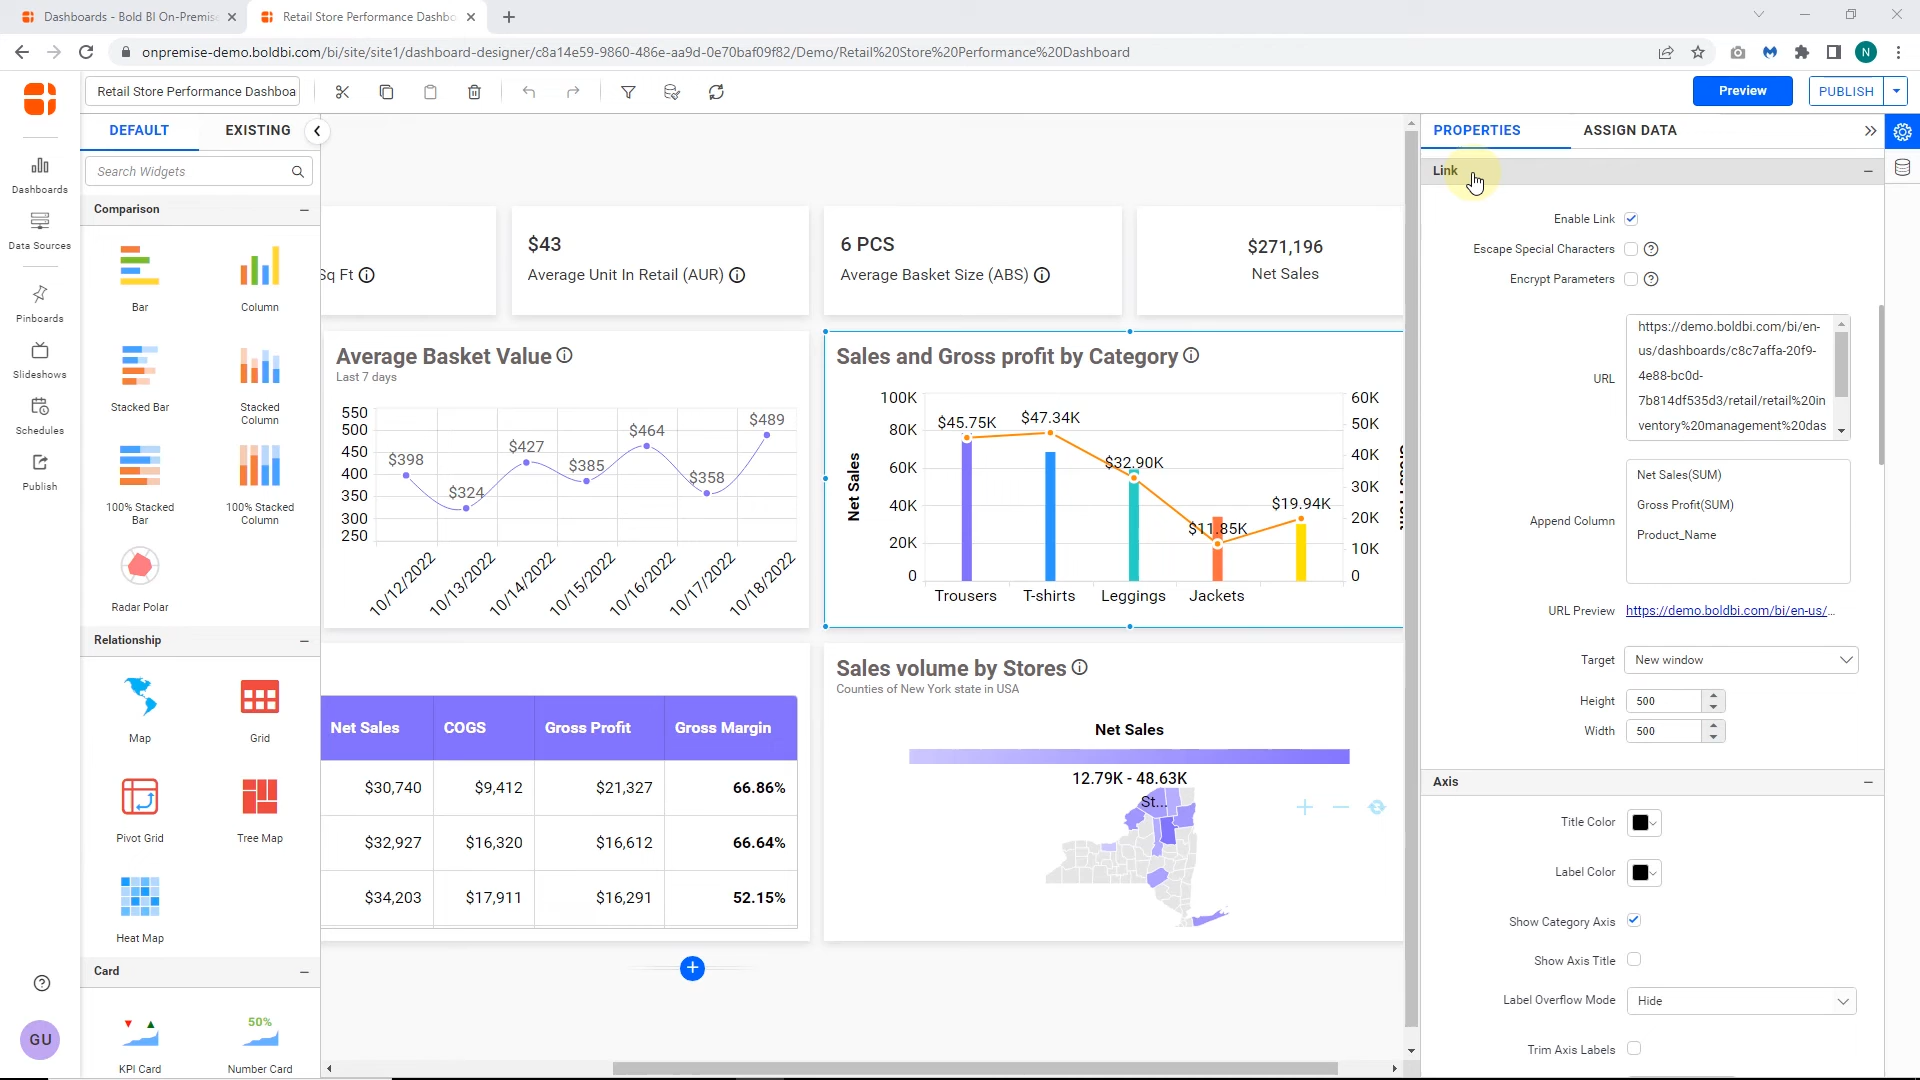 Dashboards - Bold BI On-Premise
Retail Store Performance Dashbo
onpremise-demo.boldbi.com/bi/site/site1/dashboard-designer/c8a14e59-9860-486e-aa9d-0e70baf09f82/Demo/Retail%20Store%20Performance%20Dashboard
N
Retail Store Performance Dashboa
Preview
PUBLISH
Dashboards
Data Sources
Pinboards
Slideshows
Schedules
Publish
GU
DEFAULT
EXISTING
Search Widgets
Comparison
Bar
Column
Stacked Bar
Stacked
Column
100% Stacked
Bar
100% Stacked
Column
Radar Polar
Relationship
Map
Grid
Pivot Grid
Tree Map
Heat Map
Card
50%
KPI Card
Number Card
Sq Ft
$43
Average Unit In Retail (AUR)
6 PCS
Average Basket Size (ABS)
$271,196
Net Sales
Average Basket Value
Last 7 days
550
500
450
400
350
300
250
$398
$324
$427
$385
$464
$358
$489
10/12/2022
10/13/2022
10/14/2022
10/15/2022
10/16/2022
10/17/2022
10/18/2022
Sales and Gross profit by Category
Net Sales
100K
80K
60K
40K
20K
0
$45.75K
$47.34K
$32.90K
$11.85K
$19.94K
60K
50K
40K
30K
20K
10K
0
Trousers
T-shirts
Leggings
Jackets
Net Sales
COGS
Gross Profit
Gross Margin
$30,740
$9,412
$21,327
66.86%
$32,927
$16,320
$16,612
66.64%
$34,203
$17,911
$16,291
52.15%
Sales volume by Stores
Counties of New York state in USA
Net Sales
12.79K - 48.63K
St...
PROPERTIES
ASSIGN DATA
Link
Enable Link
Escape Special Characters
Encrypt Parameters
URL
https://demo.boldbi.com/bi/en-
us/dashboards/c8c7affa-20f9-
4e88-bc0d-
7b814df535d3/retail/retail%20in
ventory%20management%20das
Append Column
Net Sales(SUM)
Gross Profit(SUM)
Product_Name
URL Preview
https://demo.boldbi.com/bi/en-us/...
Target
New window
Height
500
Width
500
Axis
Title Color
Label Color
Show Category Axis
Show Axis Title
Label Overflow Mode
Hide
Trim Axis Labels